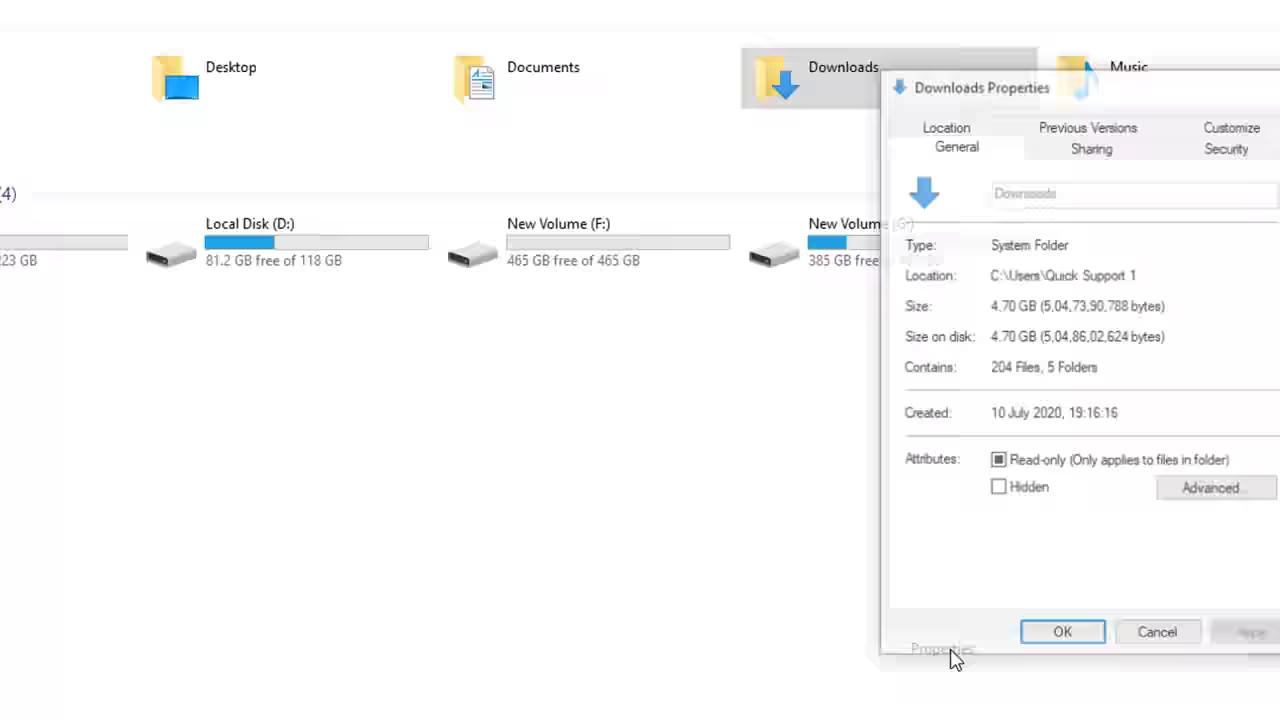 Desktop
Documents
Downloads
Music
(4)
Local Disk (D:)
81.2 GB free of 118 GB
New Volume (F:)
465 GB free of 465 GB
New Volume (G:)
385 GB free
223 GB
Downloads Properties
Location
Previous Versions
Customize
General
Sharing
Security
Downloads
Type: System Folder
Location: C:\Users\Quick Support 1
Size: 4.70 GB (5,04,73,90,788 bytes)
Size on disk: 4.70 GB (5,04,86,02,624 bytes)
Contains: 204 Files, 5 Folders
Created: 10 July 2020, 19:16:16
Attributes: Read-only (Only applies to files in folder)
Hidden
Advanced...
OK
Cancel
Apply
Properties